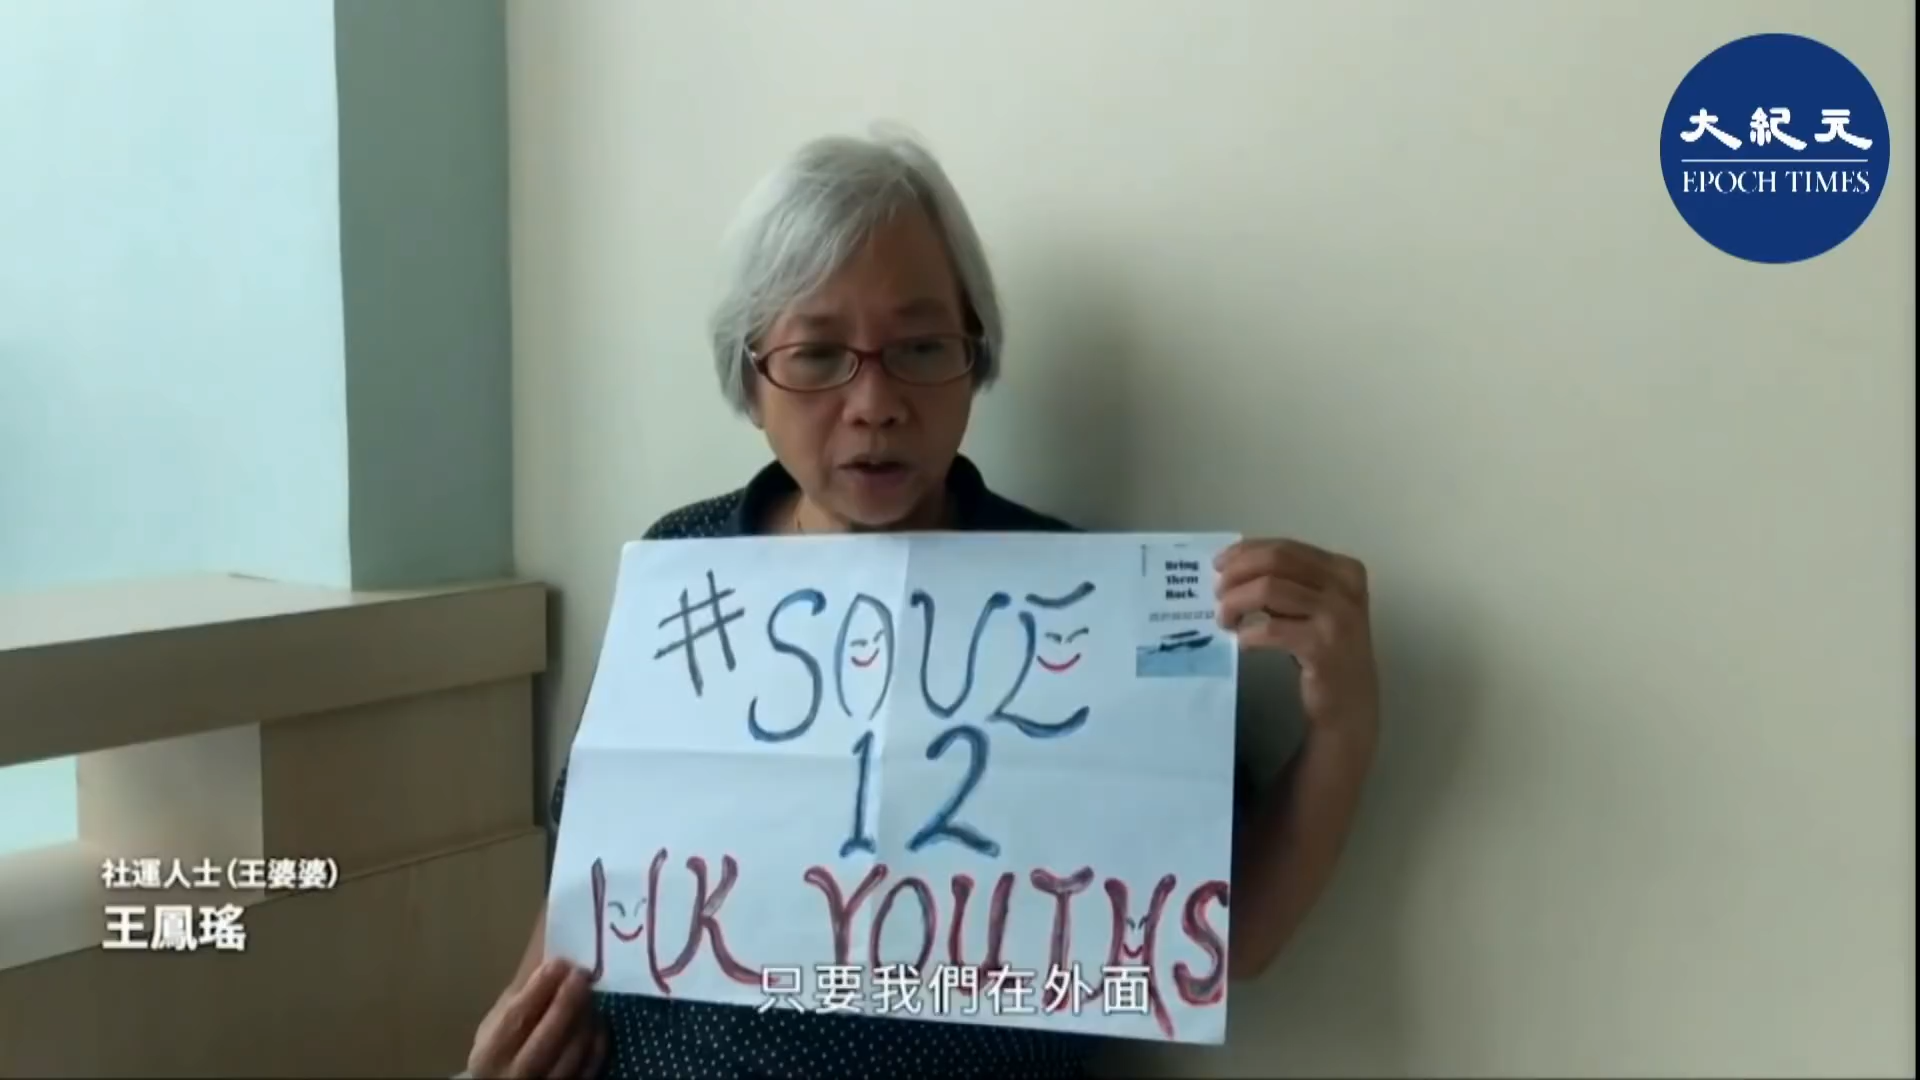 大紀元
EPOCH TIMES
Bring
Them
Back.
#SAVE
12
HK YOUTHS
社運人士(王婆婆)
王鳳瑤
只要我們在外面